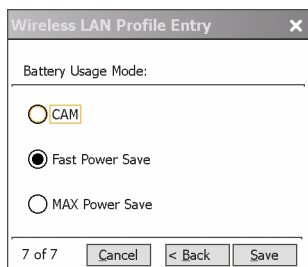 Wireless LAN Profile Entry
Battery Usage Mode:
CAM
Fast Power Save
MAX Power Save
7 of 7 Cancel < Back Save